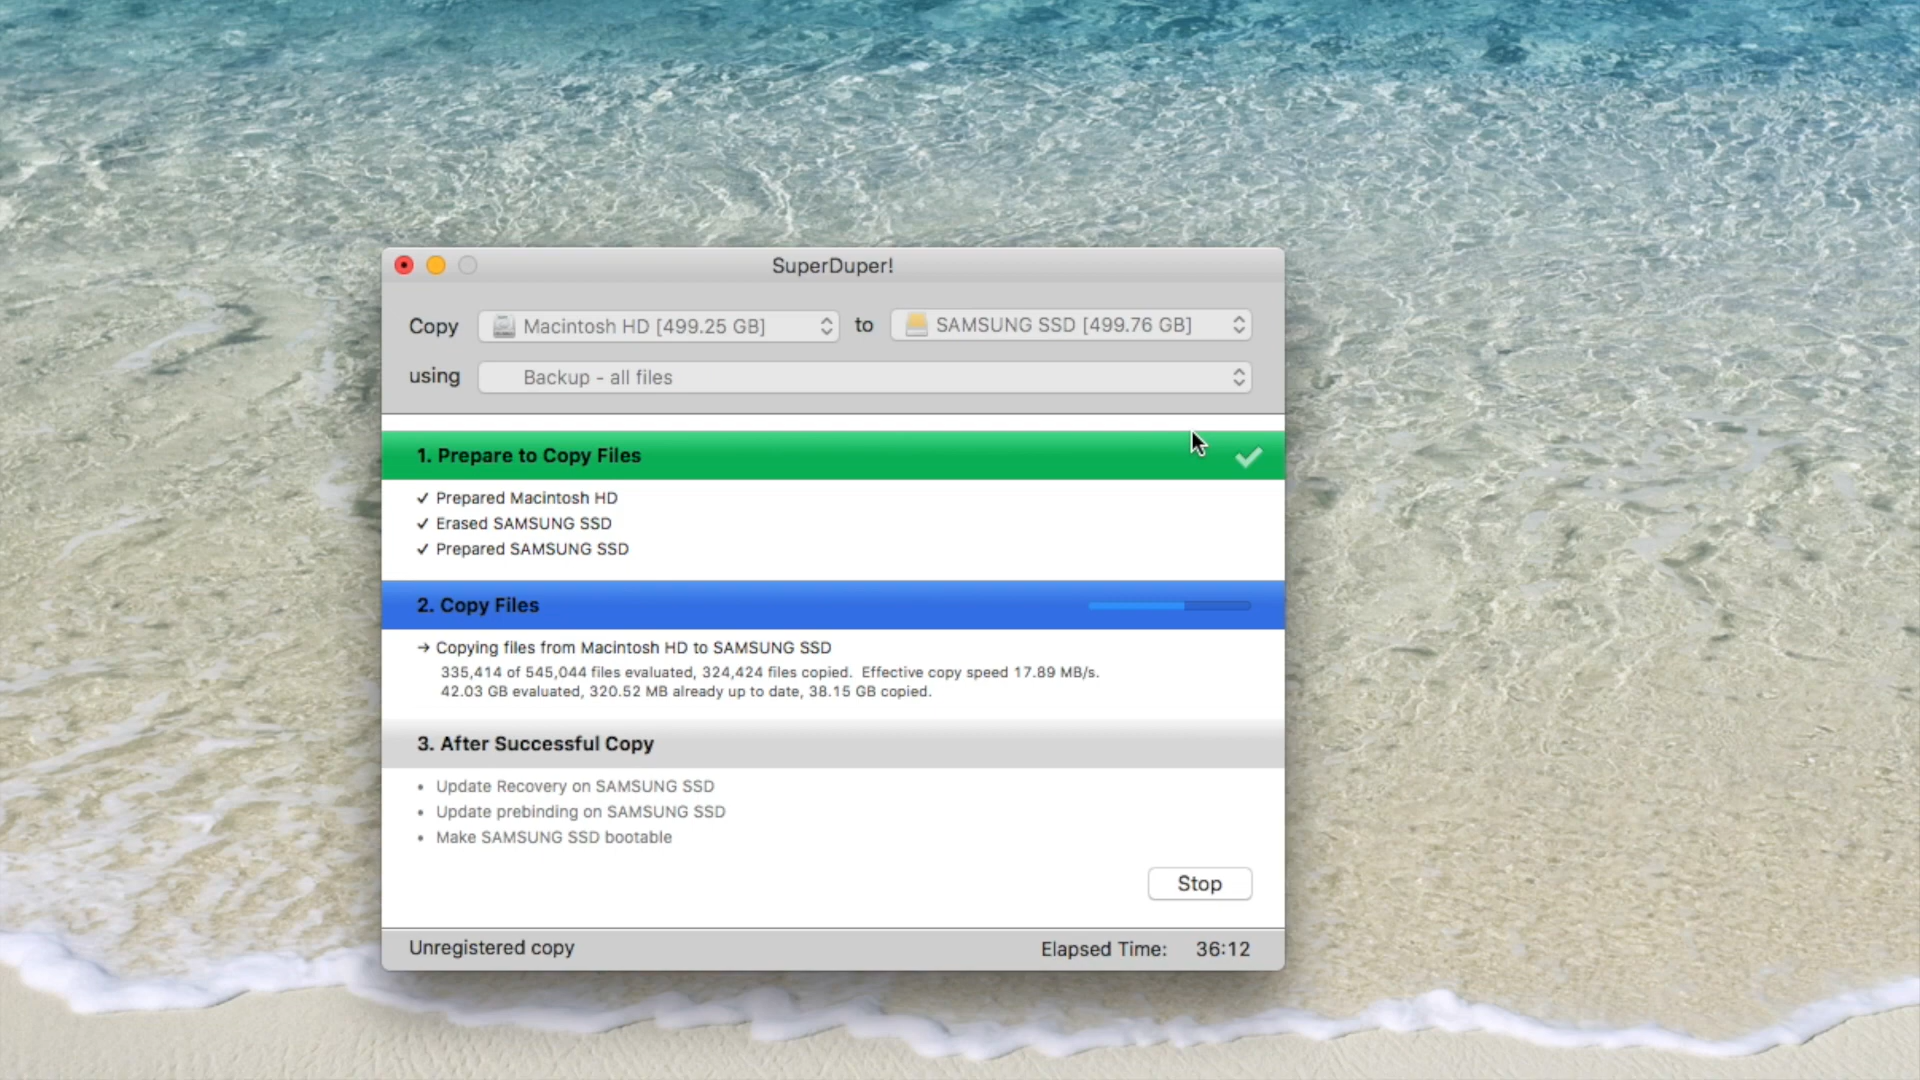 SuperDuper!
Copy Macintosh HD [499.25 GB] to SAMSUNG SSD [499.76 GB]
using Backup - all files
1. Prepare to Copy Files
✓ Prepared Macintosh HD
✓ Erased SAMSUNG SSD
✓ Prepared SAMSUNG SSD
2. Copy Files
→ Copying files from Macintosh HD to SAMSUNG SSD
335,414 of 545,044 files evaluated, 324,424 files copied. Effective copy speed 17.89 MB/s.
42.03 GB evaluated, 320.52 MB already up to date, 38.15 GB copied.
3. After Successful Copy
• Update Recovery on SAMSUNG SSD
• Update prebinding on SAMSUNG SSD
• Make SAMSUNG SSD bootable
Stop
Unregistered copy Elapsed Time: 36:12